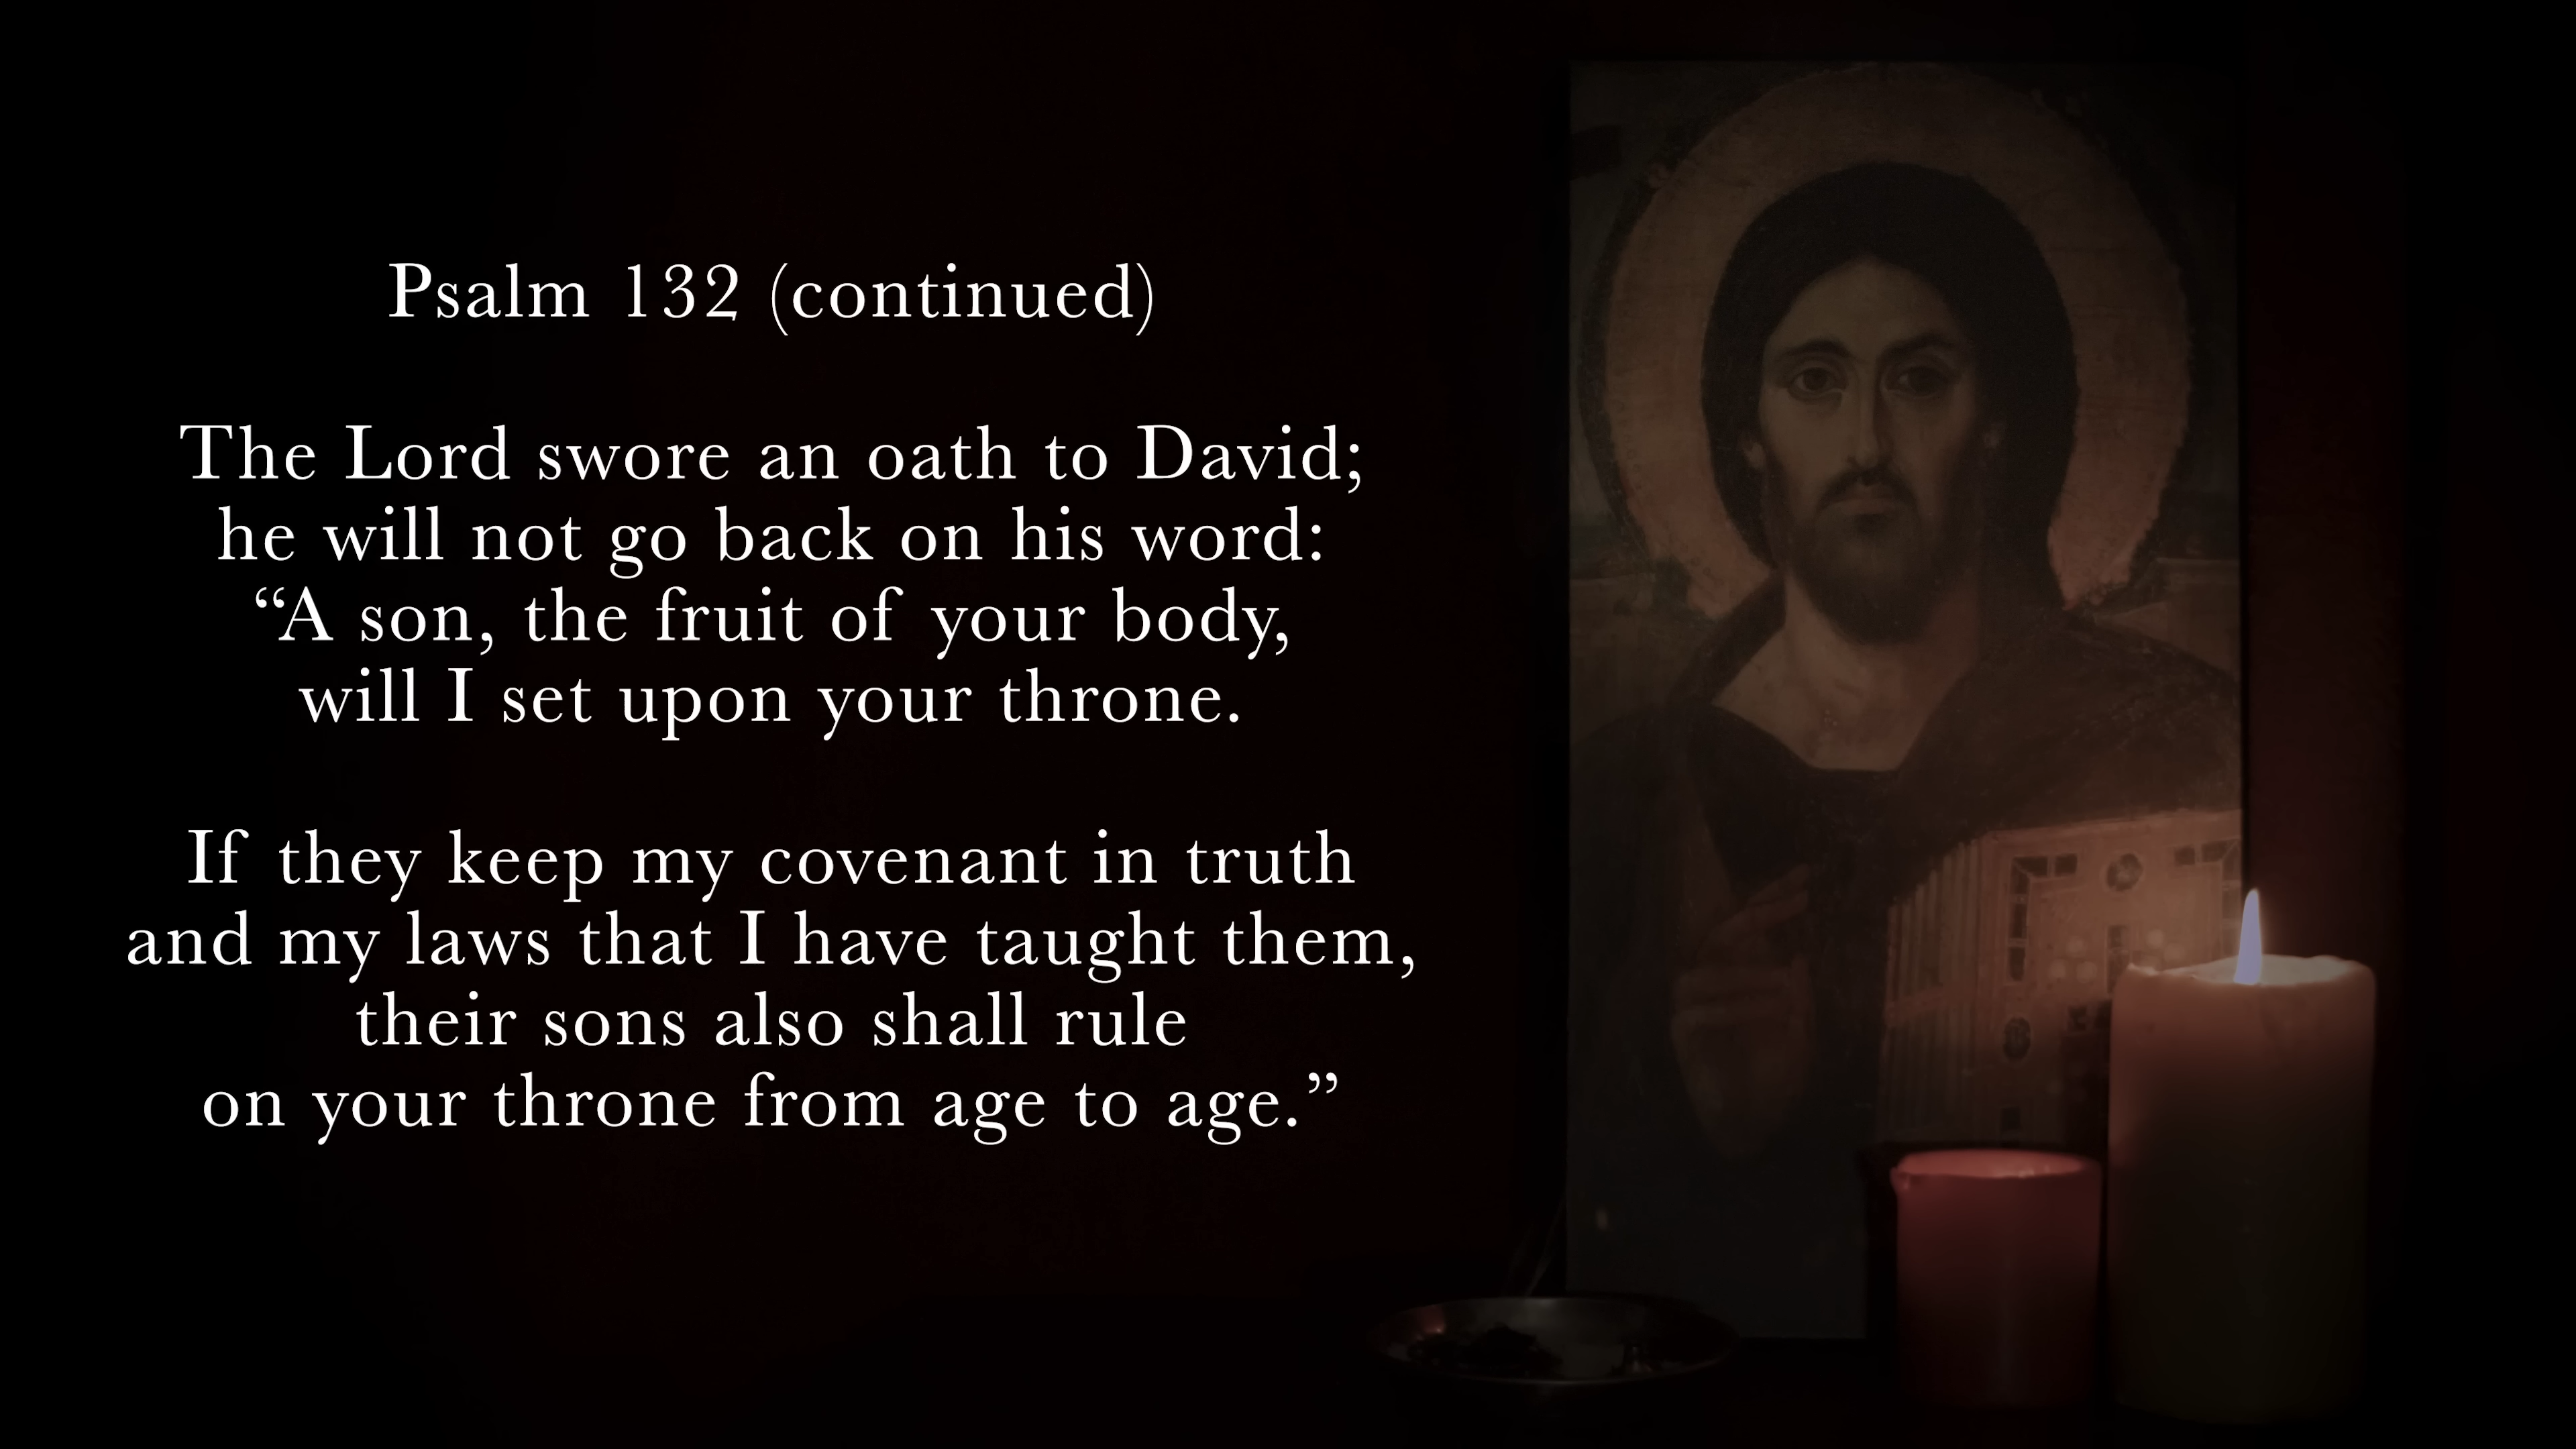 Psalm 132 (continued)
The Lord swore an oath to David;
he will not go back on his word:
“A son, the fruit of your body,
will I set upon your throne.
If they keep my covenant in truth
and my laws that I have taught them,
their sons also shall rule
on your throne from age to age.”